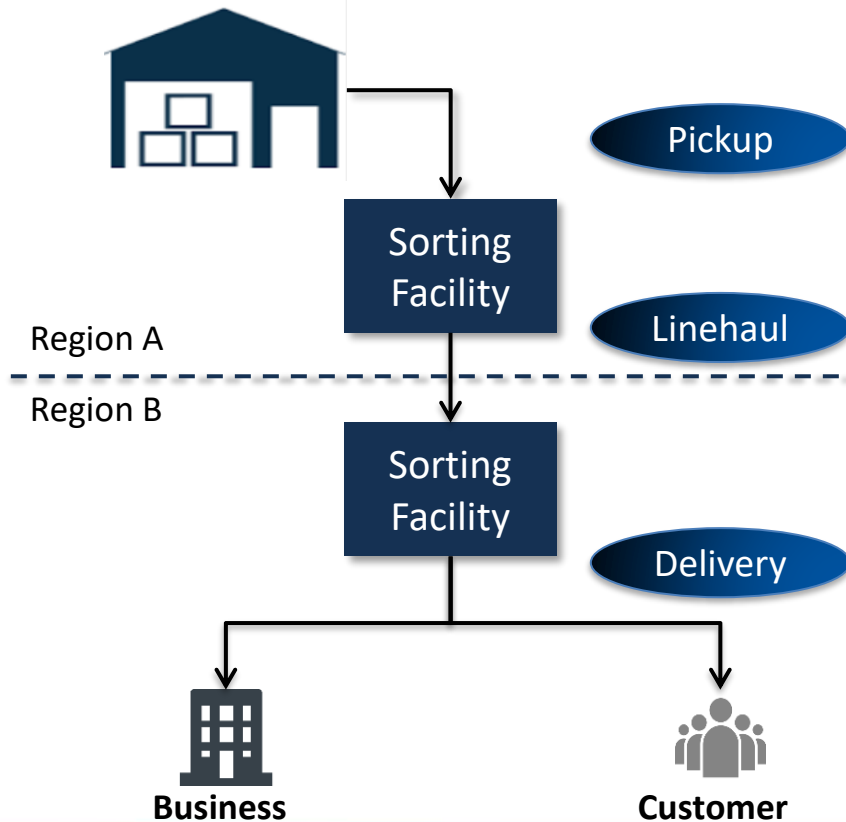 Pickup
Sorting
Facility
Linehaul
Region A
Region B
Sorting
Facility
Delivery
Business
Customer